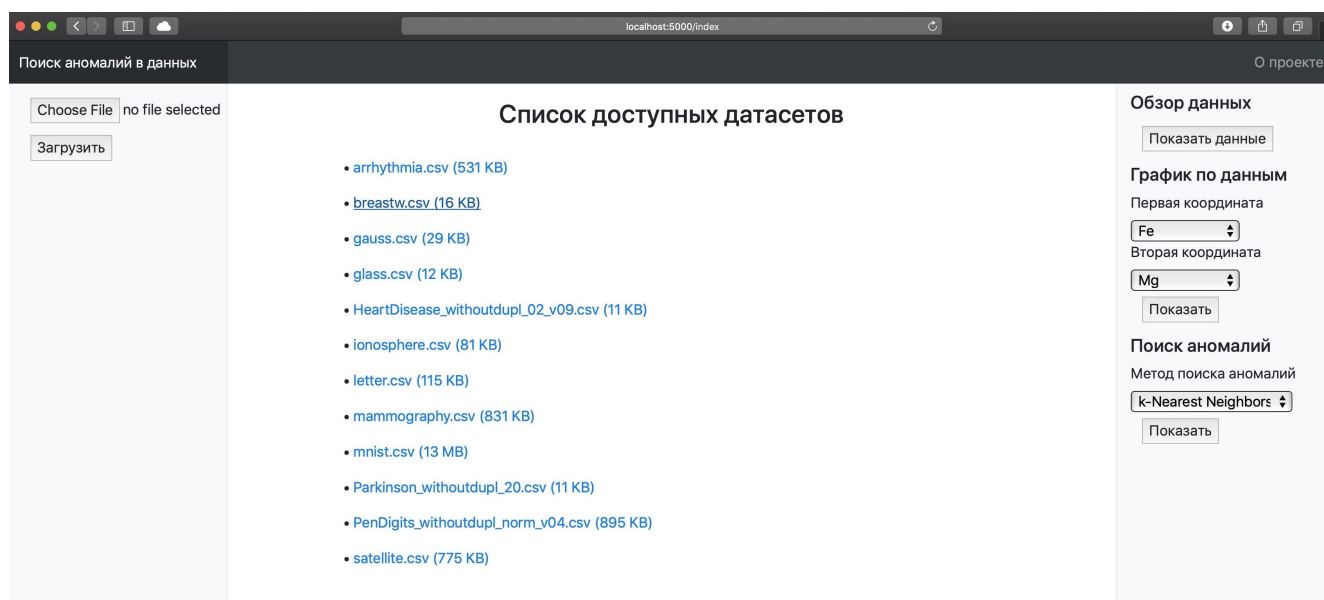 localhost:5000/index
Поиск аномалий в данных
О проекте
Choose File no file selected
Загрузить
Список доступных датасетов
• arrhythmia.csv (531 KB)
• breastw.csv (16 KB)
• gauss.csv (29 KB)
• glass.csv (12 KB)
• HeartDisease_withoutdupl_02_v09.csv (11 KB)
• ionosphere.csv (81 KB)
• letter.csv (115 KB)
• mammography.csv (831 KB)
• mnist.csv (13 MB)
• Parkinson_withoutdupl_20.csv (11 KB)
• PenDigits_withoutdupl_norm_v04.csv (895 KB)
• satellite.csv (775 KB)
Обзор данных
Показать данные
График по данным
Первая координата
Fe
Вторая координата
Mg
Показать
Поиск аномалий
Метод поиска аномалий
k-Nearest Neighbors
Показать